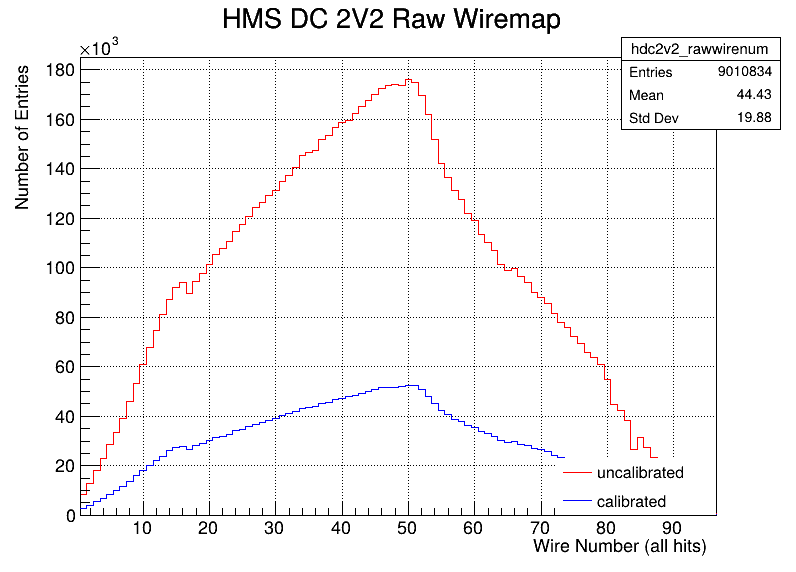 HMS DC 2V2 Raw Wiremap
×10³
hdc2v2_rawwirenum
Entries 9010834
Mean 44.43
Std Dev 19.88
Number of Entries
180
160
140
120
100
80
60
40
20
0
uncalibrated
calibrated
10 20 30 40 50 60 70 80 90
Wire Number (all hits)